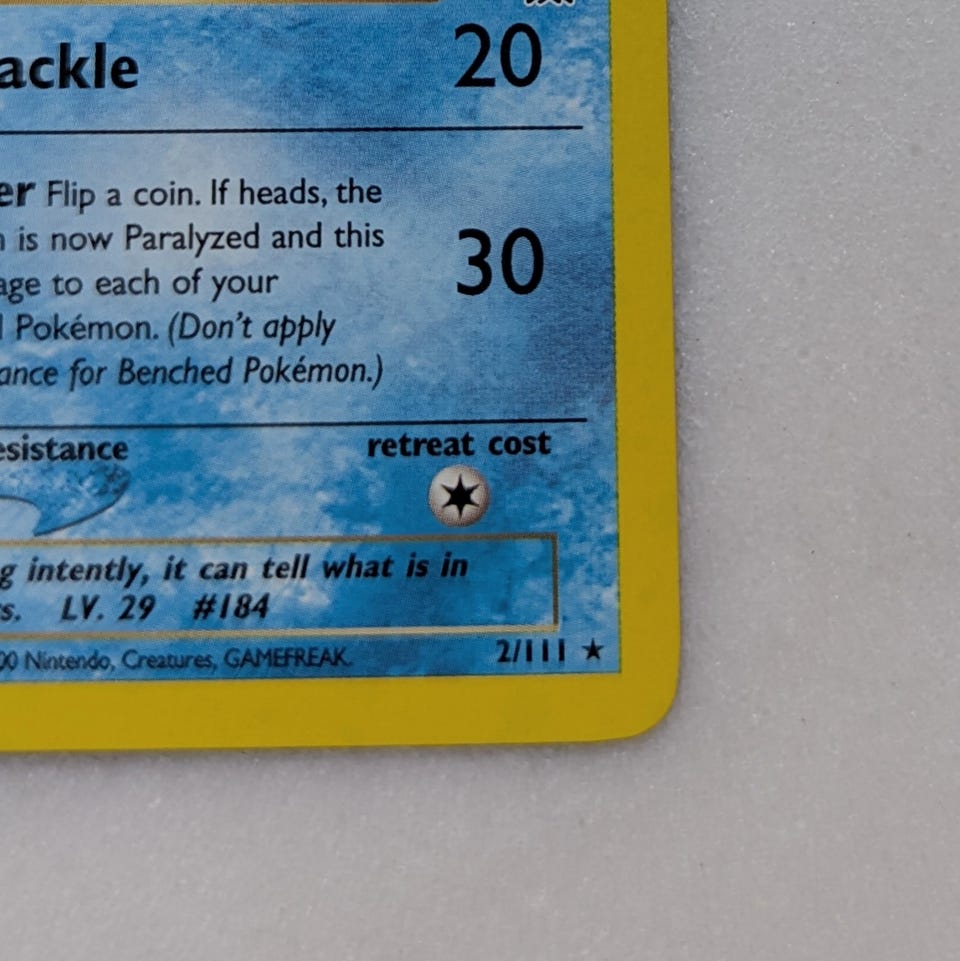 ackle 20
er Flip a coin. If heads, the
n is now Paralyzed and this
age to each of your 30
Pokémon. (Don't apply
ance for Benched Pokémon.)
esistance retreat cost
g intently, it can tell what is in
s. LV. 29 #184
00 Nintendo, Creatures, GAMEFREAK. 2/111 ★